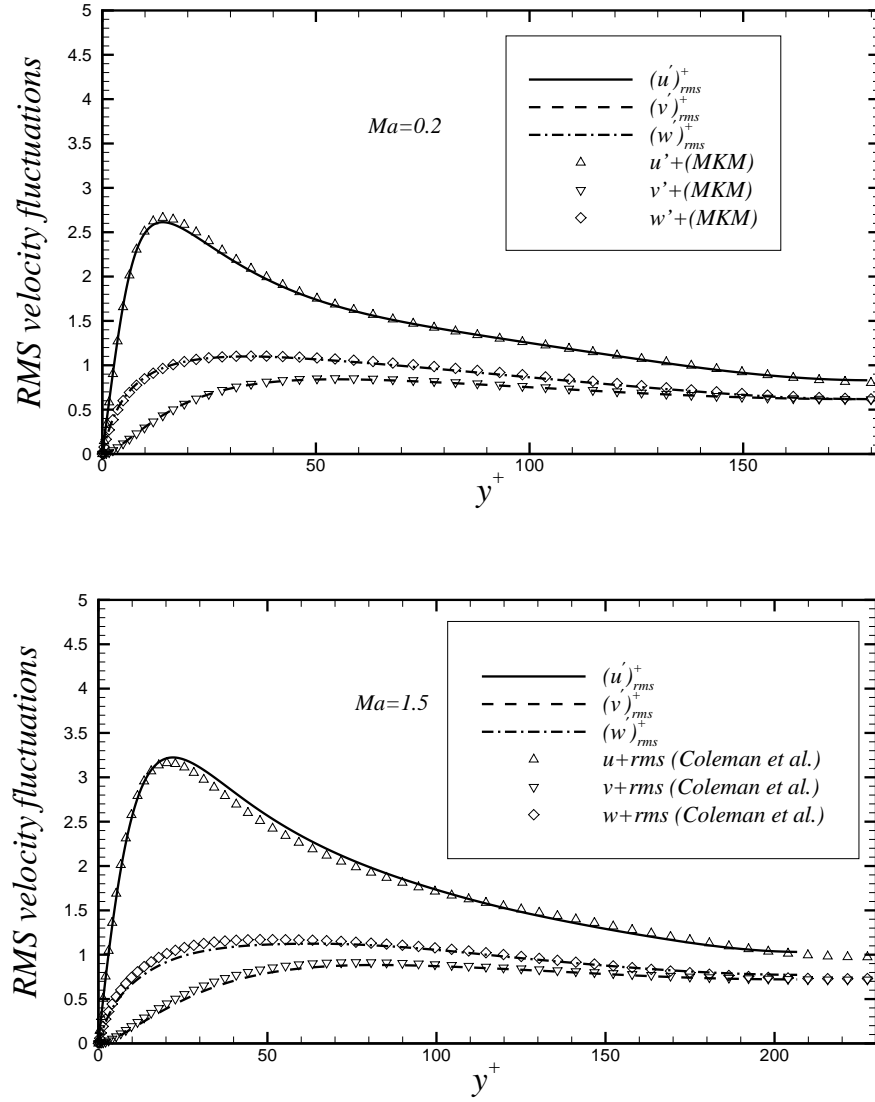 5
4.5
4
3.5
3
2.5
2
1.5
1
0.5
0
0 50 100 150
RMS velocity fluctuations
y+
Ma=0.2
(u')+rms
(v')+rms
(w')+rms
u'+(MKM)
v'+(MKM)
w'+(MKM)
5
4.5
4
3.5
3
2.5
2
1.5
1
0.5
0
0 50 100 150 200
RMS velocity fluctuations
y+
Ma=1.5
(u')+rms
(v')+rms
(w')+rms
u+rms (Coleman et al.)
v+rms (Coleman et al.)
w+rms (Coleman et al.)